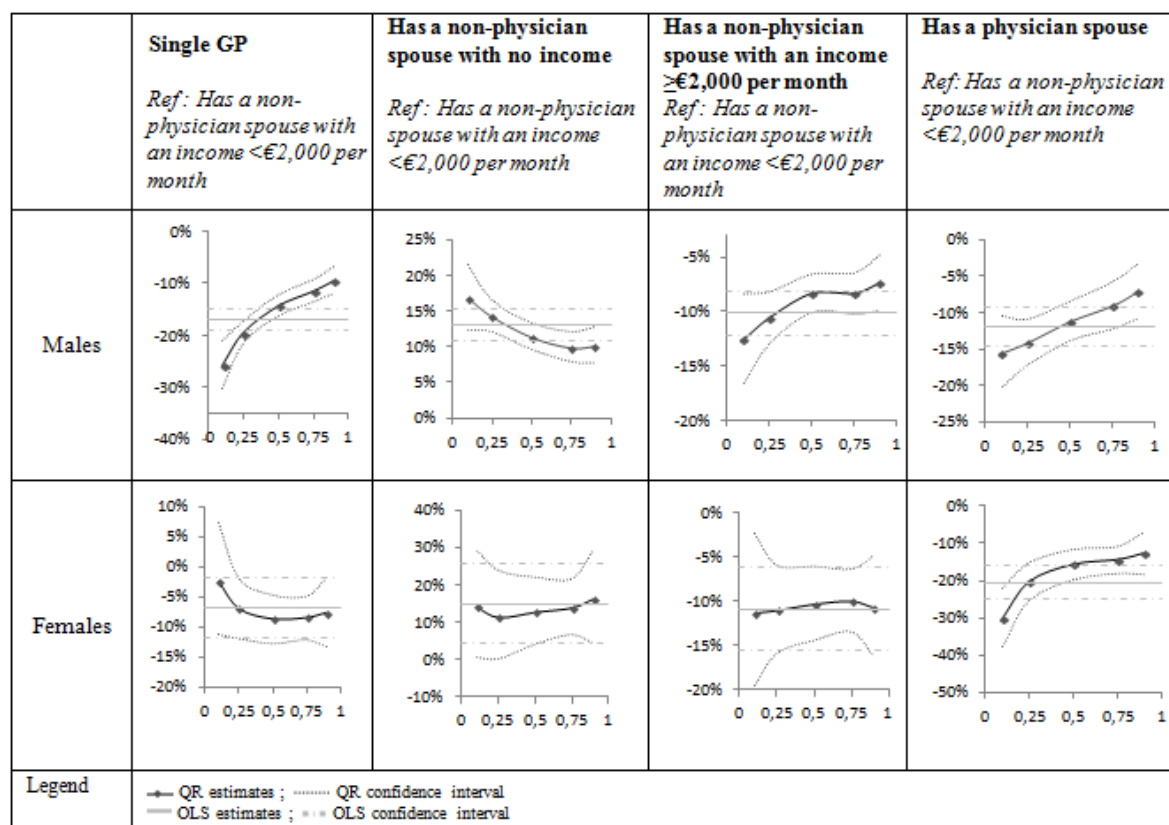 Single GP
Ref: Has a non-
physician spouse with
an income <€2,000 per
month
Has a non-physician
spouse with no income
Ref: Has a non-physician
spouse with an income
<€2,000 per month
Has a non-physician
spouse with an income
≥€2,000 per month
Ref: Has a non-
physician spouse with
an income <€2,000 per
month
Has a physician spouse
Ref: Has a non-physician
spouse with an income
<€2,000 per month
Males
0%
-10%
-20%
-30%
-40%
0 0,25 0,5 0,75 1
25%
20%
15%
10%
5%
0%
0 0,25 0,5 0,75 1
-5%
-10%
-15%
-20%
0 0,25 0,5 0,75 1
0%
-5%
-10%
-15%
-20%
-25%
0 0,25 0,5 0,75 1
Females
10%
5%
0%
-5%
-10%
-15%
-20%
0 0,25 0,5 0,75 1
40%
30%
20%
10%
0%
-10%
0 0,25 0,5 0,75 1
0%
-5%
-10%
-15%
-20%
0 0,25 0,5 0,75 1
0%
-10%
-20%
-30%
-40%
-50%
0 0,25 0,5 0,75 1
Legend
QR estimates ; QR confidence interval
OLS estimates ; OLS confidence interval